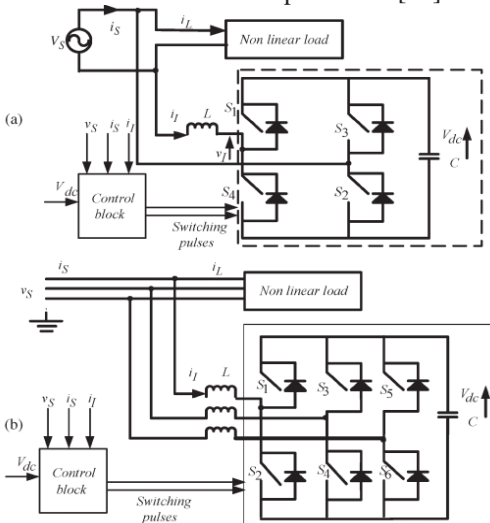 i_S
i_L
V_S
Non linear load
(a)
i_I
L
S_1
S_3
V_dc
C
v_S
i_S
i_I
v_I
S_4
S_2
V_dc
Control
block
Switching
pulses
i_S
i_L
v_S
Non linear load
i_I
L
S_1
S_3
S_5
V_dc
C
v_S
i_S
i_I
(b)
S_2
S_4
S_6
V_dc
Control
block
Switching
pulses